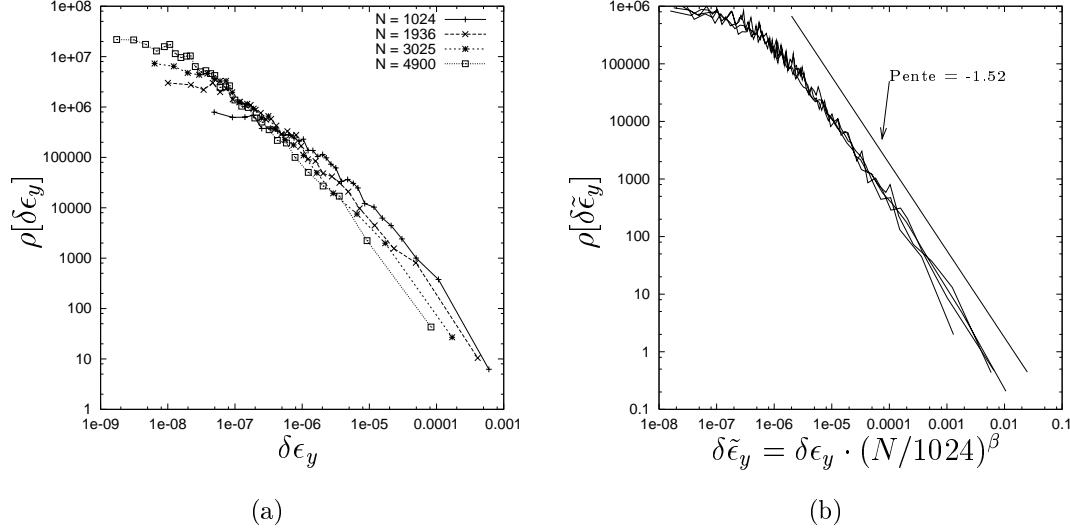 1e+08
1e+07
1e+06
100000
10000
1000
100
10
1
1e-09
1e-08
1e-07
1e-06
1e-05
0.0001
0.001
ρ[δϵ_y]
δϵ_y
N = 1024
N = 1936
N = 3025
N = 4900
(a)
1e+06
100000
10000
1000
100
10
1
0.1
1e-08
1e-07
1e-06
1e-05
0.0001
0.001
0.01
0.1
ρ[δϵ̃_y]
δϵ̃_y = δϵ_y · (N/1024)^β
Pente = -1.52
(b)